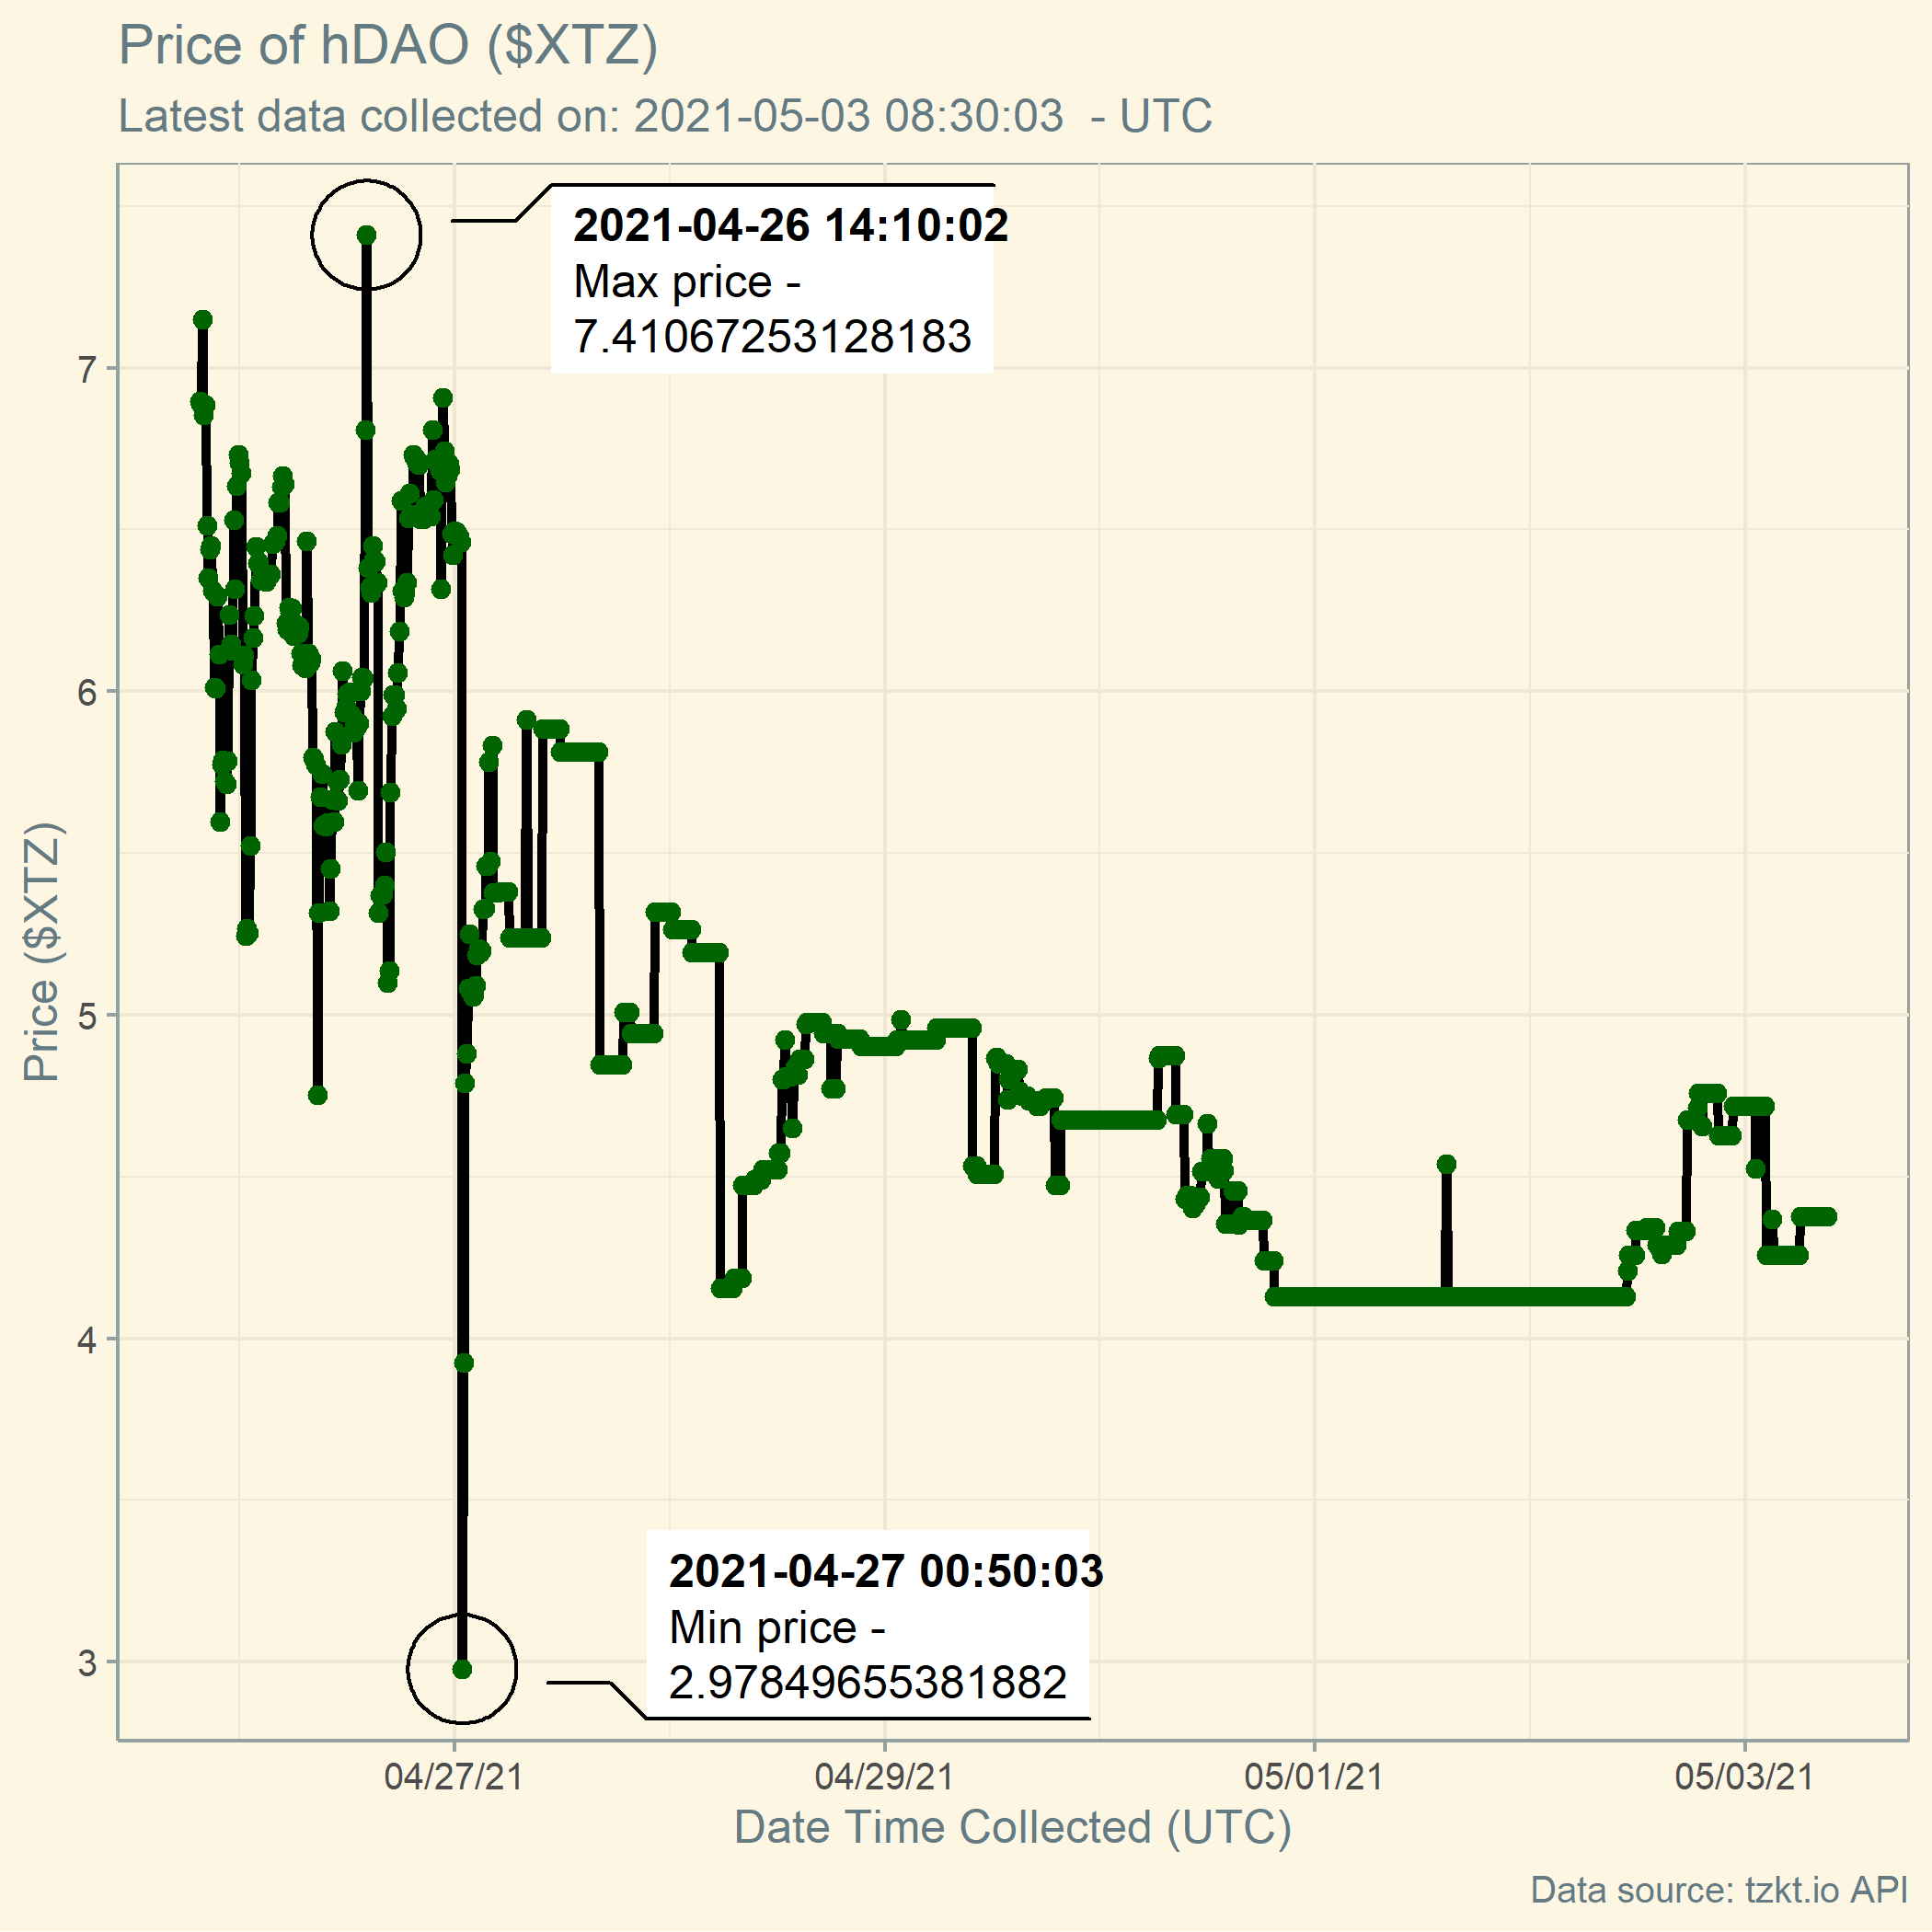 Price of hDAO ($XTZ)
Latest data collected on: 2021-05-03 08:30:03  - UTC
2021-04-26 14:10:02
Max price -
7.41067253128183
7
6
5
4
3
Price ($XTZ)
2021-04-27 00:50:03
Min price -
2.97849655381882
04/27/21
04/29/21
05/01/21
05/03/21
Date Time Collected (UTC)
Data source: tzkt.io API